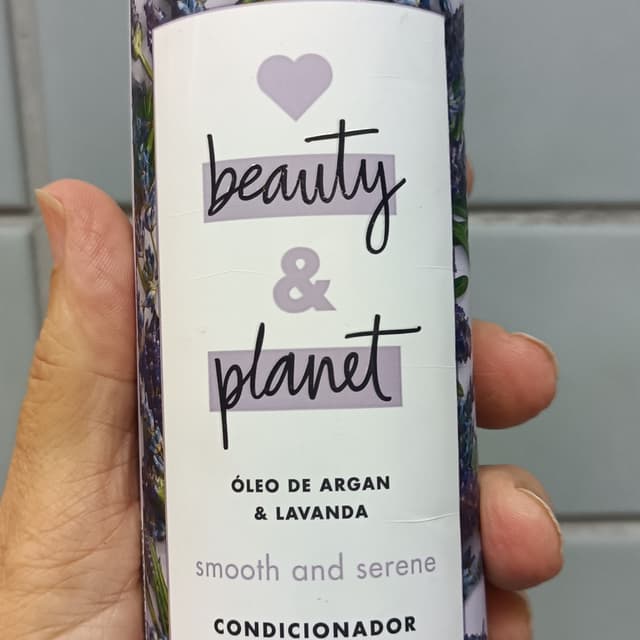 beauty
&
planet
ÓLEO DE ARGAN
& LAVANDA
smooth and serene
CONDICIONADOR